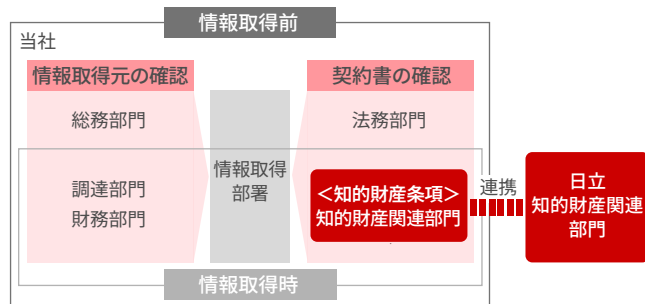 情報取得前
当社
情報取得元の確認
契約書の確認
総務部門
法務部門
情報取得
部署
調達部門
財務部門
＜知的財産条項＞
知的財産関連部門
連携
日立
知的財産関連
部門
情報取得時